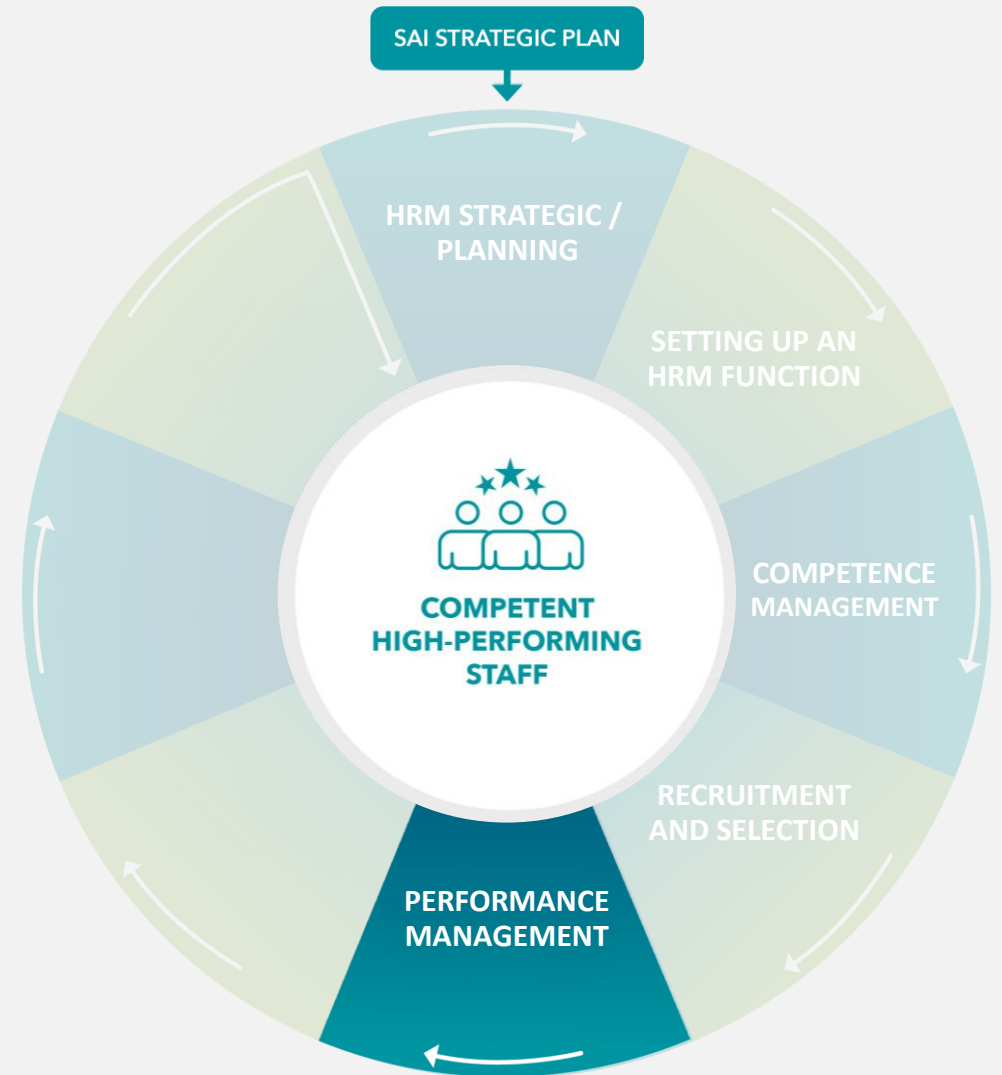 SAI STRATEGIC PLAN
HRM STRATEGIC /
PLANNING
SETTING UP AN
HRM FUNCTION
COMPETENCE
MANAGEMENT
RECRUITMENT
AND SELECTION
PERFORMANCE
MANAGEMENT
COMPETENT
HIGH-PERFORMING
STAFF